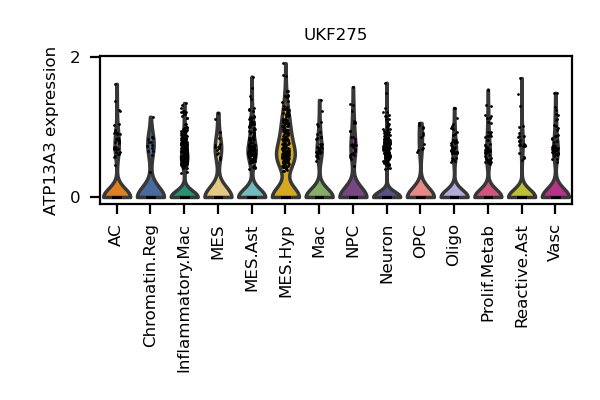 UKF275
ATP13A3 expression
2
0
AC
Chromatin.Reg
Inflammatory.Mac
MES
MES.Ast
MES.Hyp
Mac
NPC
Neuron
OPC
Oligo
Prolif.Metab
Reactive.Ast
Vasc